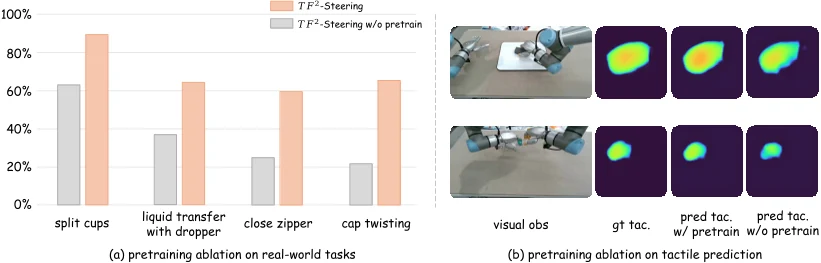 100%
80%
60%
40%
20%
0%
TF²-Steering
TF²-Steering w/o pretrain
split cups
liquid transfer
with dropper
close zipper
cap twisting
(a) pretraining ablation on real-world tasks
visual obs
gt tac.
pred tac.
w/ pretrain
pred tac.
w/o pretrain
(b) pretraining ablation on tactile prediction